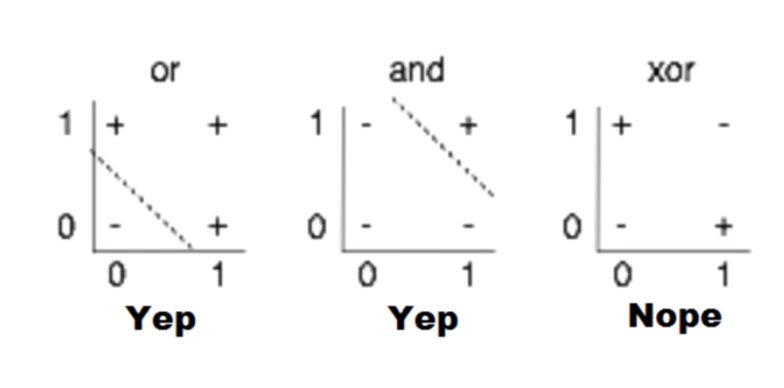 or and xor
1 + + 1 - + 1 + -
0 - + 0 - - 0 - +
0 1 0 1 0 1
Yep Yep Nope